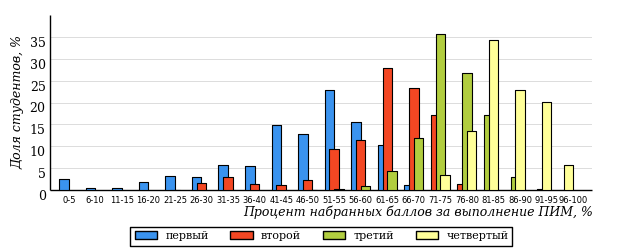 Доля студентов, %
35
30
25
20
15
10
5
0
0-5 6-10 11-15 16-20 21-25 26-30 31-35 36-40 41-45 46-50 51-55 56-60 61-65 66-70 71-75 76-80 81-85 86-90 91-95 96-100
Процент набранных баллов за выполнение ПИМ, %
первый второй третий четвертый